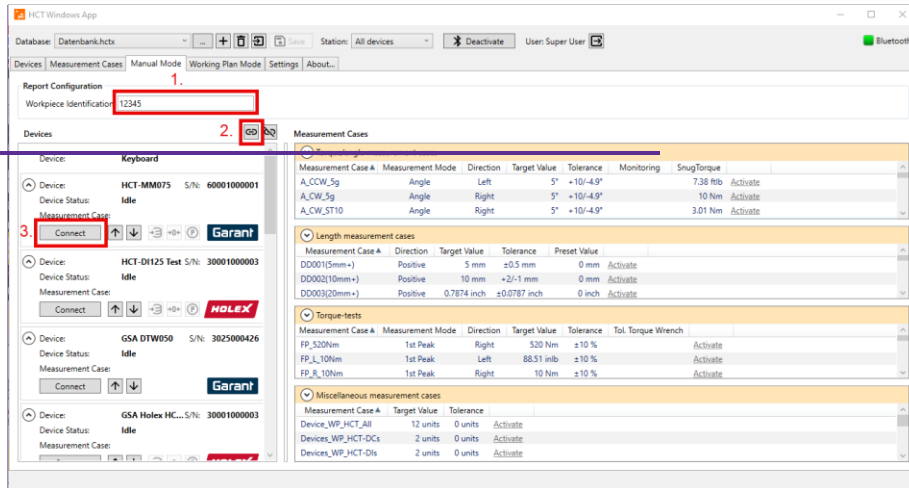 HCT Windows App
Database: Datenbank.hctx ... Save Station: All devices Deactivate User: Super User Bluetooth
Devices Measurement Cases Manual Mode Working Plan Mode Settings About...
1.
Report Configuration
Workpiece Identification 12345
2.
Devices
Device: Keyboard
Device: HCT-MM075 S/N: 60001000001
Device Status: Idle
Measurement Case:
3. Connect Garant
Device: HCT-DI125 Test S/N: 30001000003
Device Status: Idle
Measurement Case:
Connect HOLEX
Device: GSA DTW050 S/N: 3025000426
Device Status: Idle
Measurement Case:
Connect Garant
Device: GSA Holex HC... S/N: 30001000003
Device Status: Idle
Measurement Case:
Measurement Cases
Measurement Case Measurement Mode Direction Target Value Tolerance Monitoring SnugTorque
A_CCW_5g Angle Left 5° +10/-4.9° 7.38 ftlb Activate
A_CW_5g Angle Right 5° +10/-4.9° 10 Nm Activate
A_CW_ST10 Angle Right 5° +10/-4.9° 3.01 Nm Activate
Length measurement cases
Measurement Case Direction Target Value Tolerance Preset Value
DD001(5mm+) Positive 5 mm ±0.5 mm 0 mm Activate
DD002(10mm+) Positive 10 mm +2/-1 mm 0 mm Activate
DD003(20mm+) Positive 0.7874 inch ±0.0787 inch 0 inch Activate
Torque-tests
Measurement Case Measurement Mode Direction Target Value Tolerance Tol. Torque Wrench
FP_520Nm 1st Peak Right 520 Nm ±10 % Activate
FP_L_10Nm 1st Peak Left 88.51 inlb ±10 % Activate
FP_R_10Nm 1st Peak Right 10 Nm ±10 % Activate
Miscellaneous measurement cases
Measurement Case Target Value Tolerance
Device_WP_HCT_All 12 units 0 units Activate
Devices_WP_HCT-DCs 2 units 0 units Activate
Devices_WP_HCT-DIs 2 units 0 units Activate